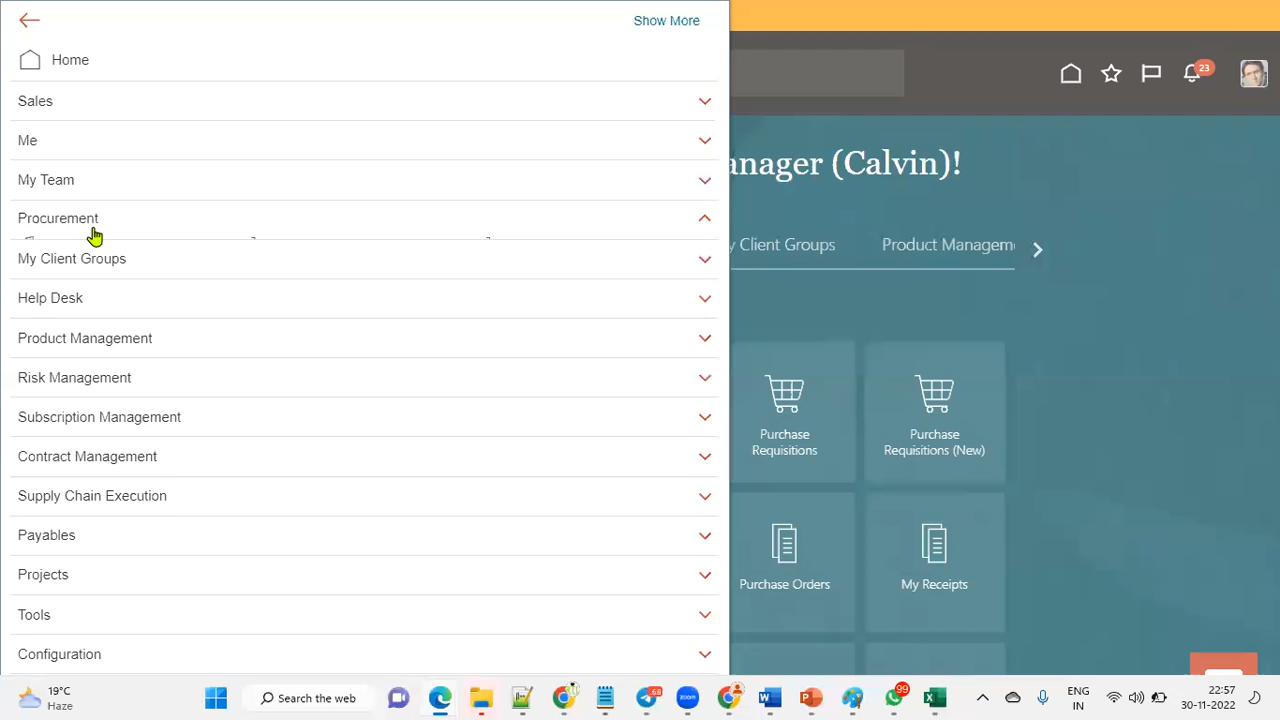 Show More
Home
Sales
Me
My Team
Procurement
My Client Groups
Help Desk
Product Management
Risk Management
Subscription Management
Contract Management
Supply Chain Execution
Payables
Projects
Tools
Configuration
23
anager (Calvin)!
y Client Groups
Product Managem
Purchase
Requisitions
Purchase
Requisitions (New)
Purchase Orders
My Receipts
19°C
Haze
Search the web
68
99
ENG
IN
22:57
30-11-2022